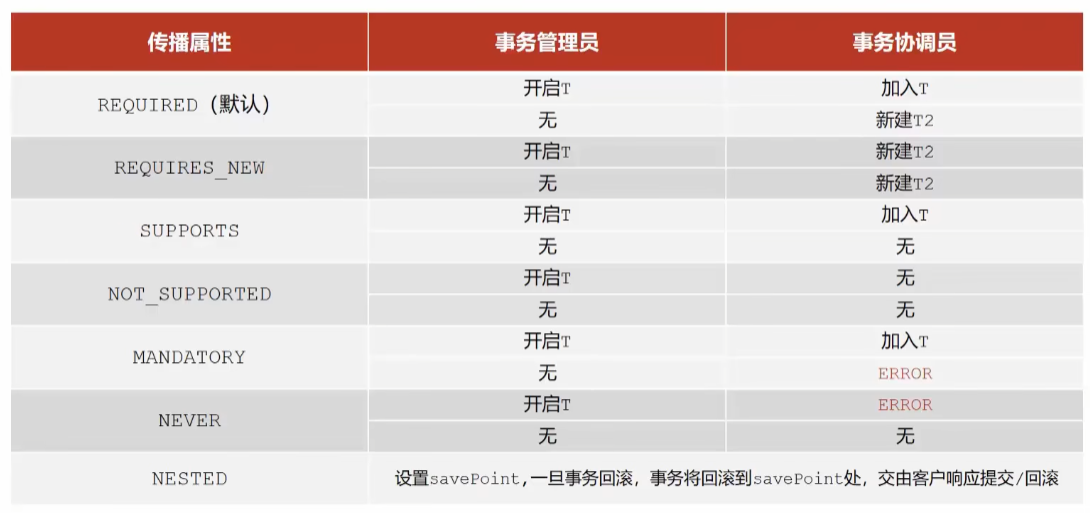 传播属性 事务管理员 事务协调员
REQUIRED（默认） 开启T 加入T
无 新建T2
REQUIRES_NEW 开启T 新建T2
无 新建T2
SUPPORTS 开启T 加入T
无 无
NOT_SUPPORTED 开启T 无
无 无
MANDATORY 开启T 加入T
无 ERROR
NEVER 开启T ERROR
无 无
NESTED 设置savePoint,一旦事务回滚，事务将回滚到savePoint处，交由客户响应提交/回滚